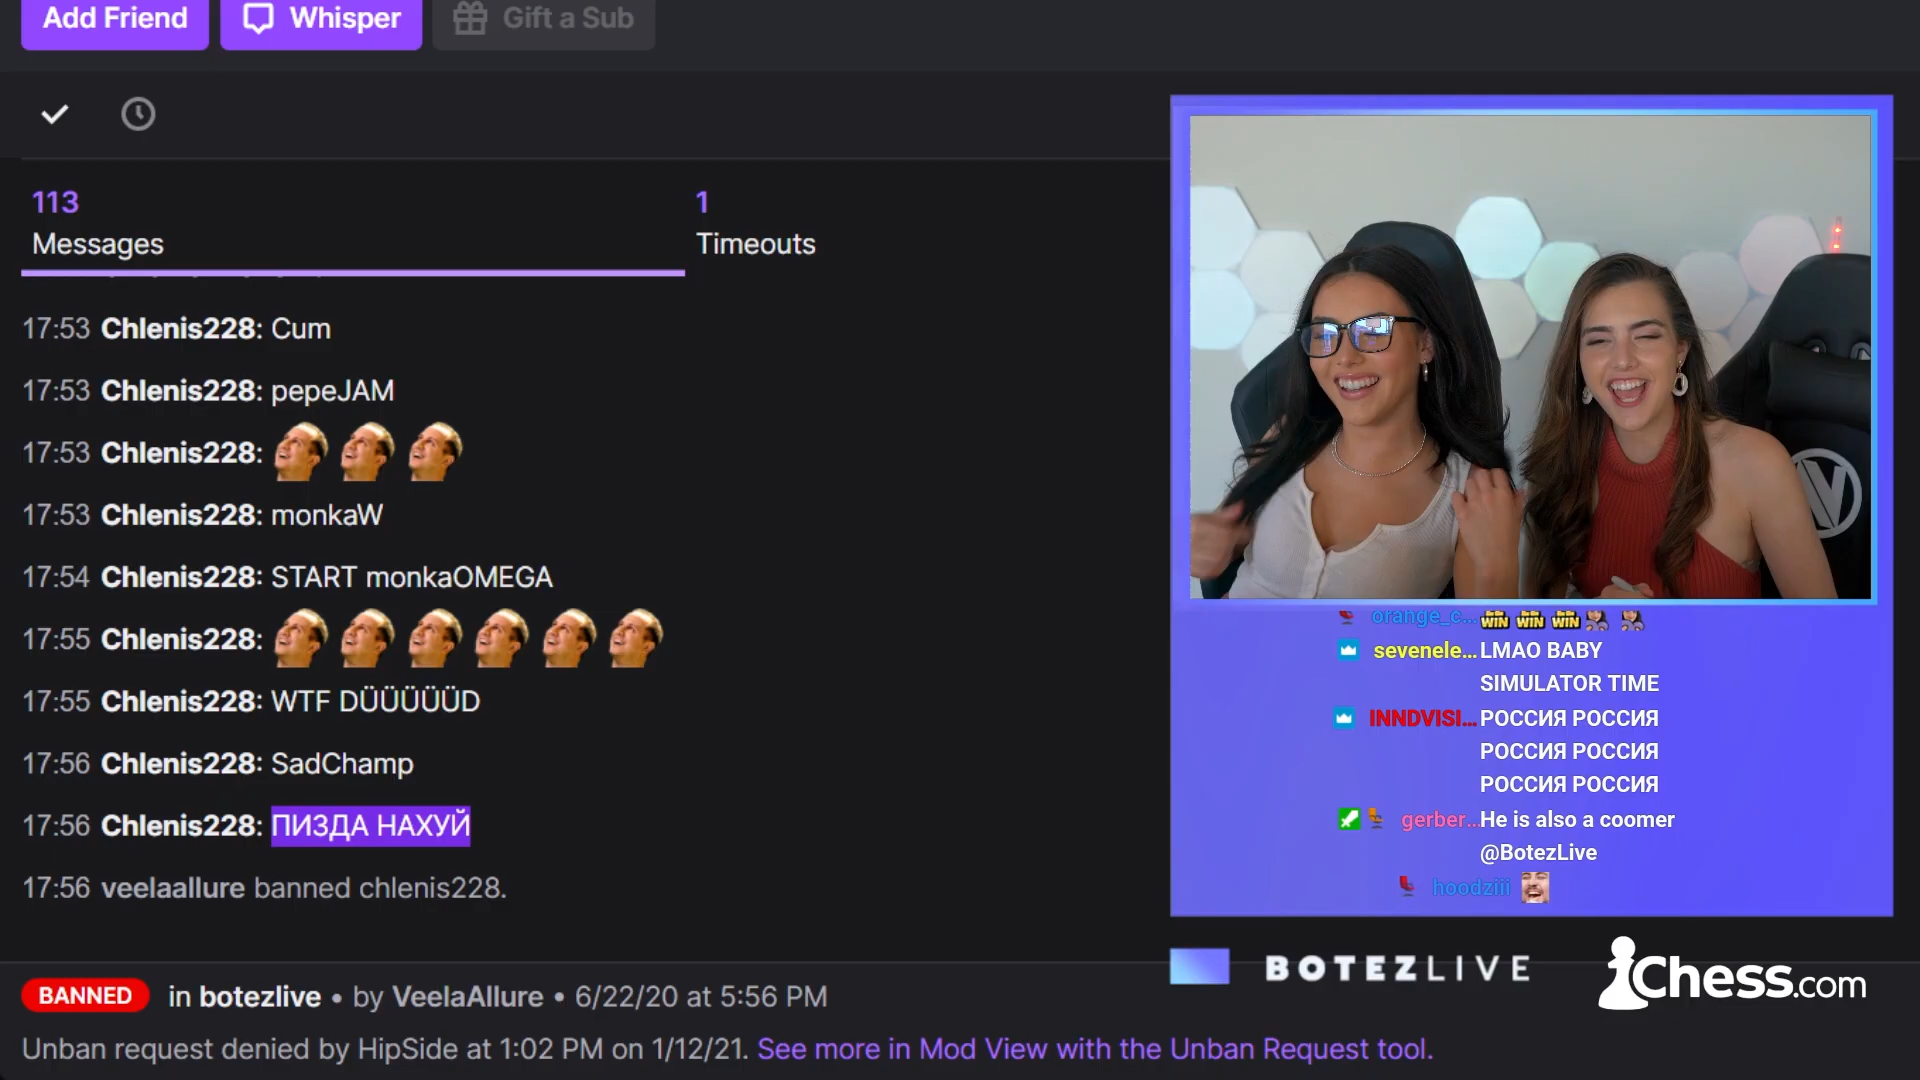 Add Friend
Whisper
Gift a Sub
113
Messages
1
Timeouts
17:53 Chlenis228: Cum
17:53 Chlenis228: pepeJAM
17:53 Chlenis228:
17:53 Chlenis228: monkaW
17:54 Chlenis228: START monkaOMEGA
17:55 Chlenis228:
17:55 Chlenis228: WTF DÜÜÜÜÜD
17:56 Chlenis228: SadChamp
17:56 Chlenis228: ПИЗДА НАХУЙ
17:56 veelaallure banned chlenis228.
BANNED in botezlive • by VeelaAllure • 6/22/20 at 5:56 PM
Unban request denied by HipSide at 1:02 PM on 1/12/21. See more in Mod View with the Unban Request tool.
orange_c... WIN WIN WIN
sevenele... LMAO BABY
SIMULATOR TIME
INNDVISI... РОССИЯ РОССИЯ
РОССИЯ РОССИЯ
РОССИЯ РОССИЯ
gerber... He is also a coomer
@BotezLive
hoodziii
BOTEZLIVE
Chess.com